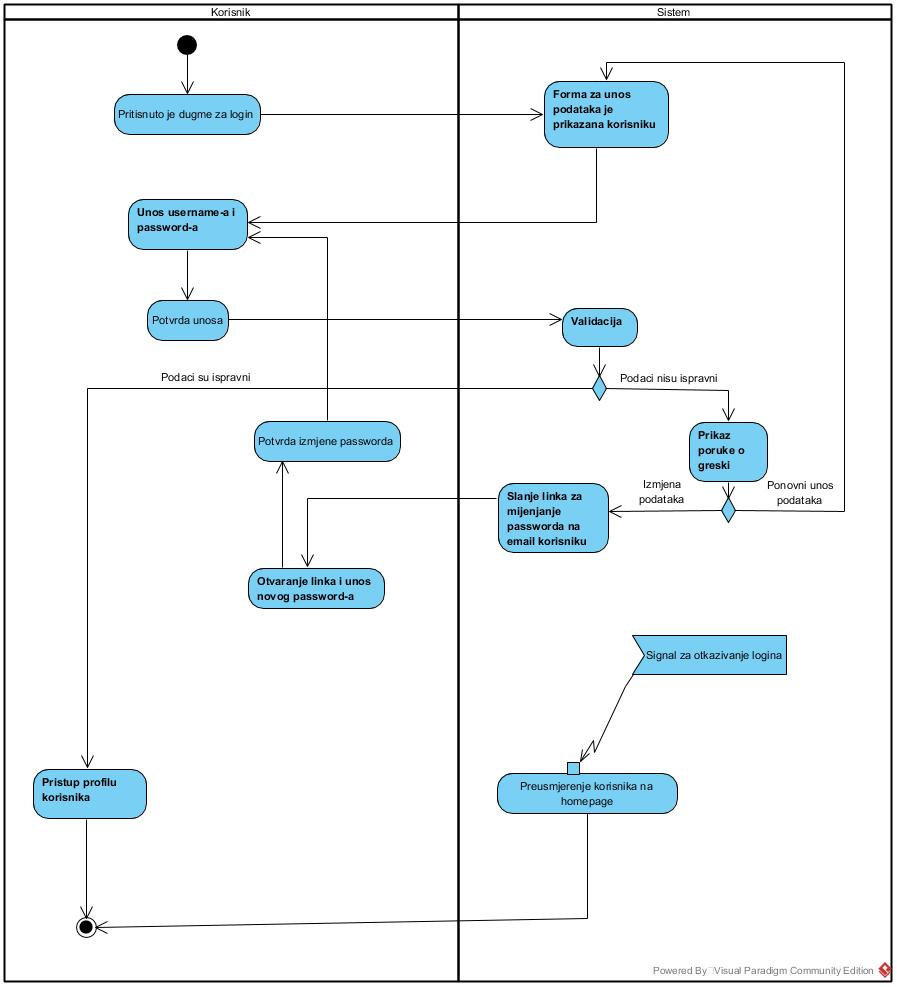 Korisnik
Sistem
Pritisnuto je dugme za login
Forma za unos
podataka je
prikazana korisniku
Unos username-a i
password-a
Potvrda unosa
Validacija
Podaci su ispravni
Podaci nisu ispravni
Potvrda izmjene passworda
Prikaz
poruke o
greski
Izmjena
podataka
Ponovni unos
podataka
Slanje linka za
mijenjanje
passworda na
email korisniku
Otvaranje linka i unos
novog password-a
Signal za otkazivanje logina
Pristup profilu
korisnika
Preusmjerenje korisnika na
homepage
Powered By Visual Paradigm Community Edition